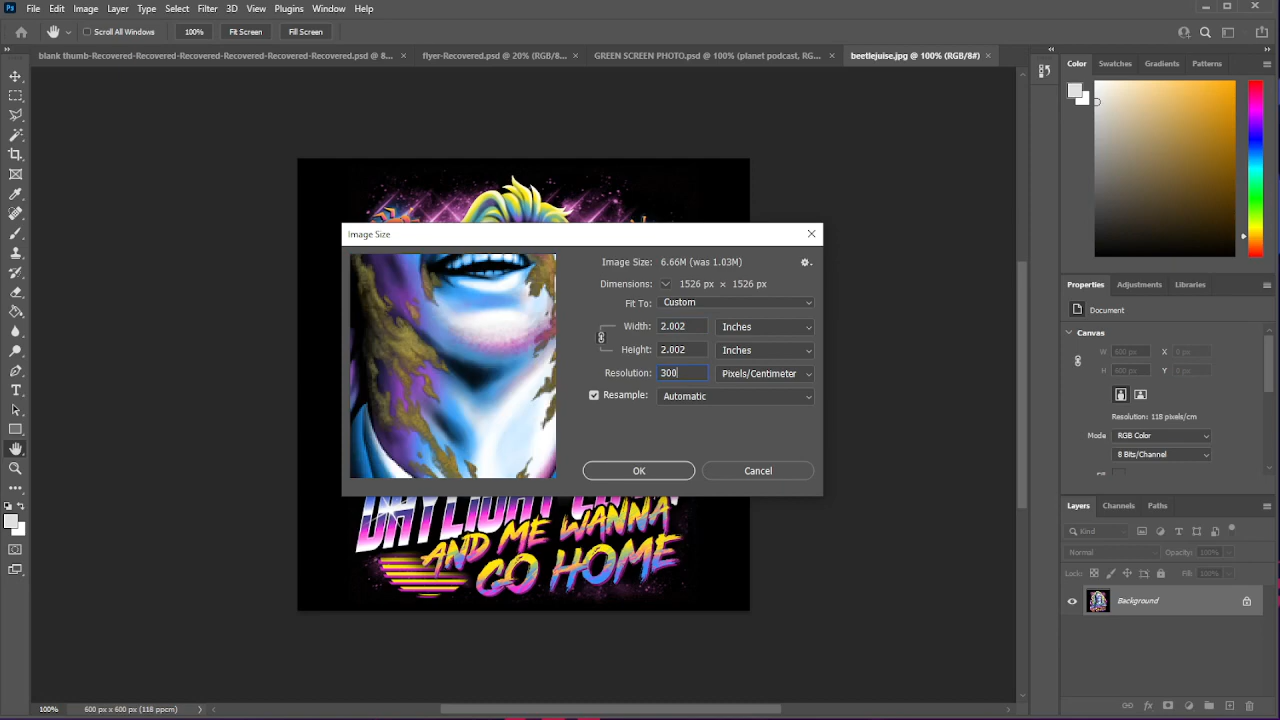 Ps File Edit Image Layer Type Select Filter 3D View Plugins Window Help
Scroll All Windows 100% Fit Screen Fill Screen
blank thumb-Recovered-Recovered-Recovered-Recovered-Recovered-Recovered.psd @ 8... × flyer-Recovered.psd @ 20% (RGB/8... × GREEN SCREEN PHOTO.psd @ 100% (planet podcast, RG... × beetlejuise.jpg @ 100% (RGB/8#) ×
Color Swatches Gradients Patterns
Image Size
Image Size: 6.66M (was 1.03M)
Dimensions: 1526 px × 1526 px
Fit To: Custom
Width: 2.002 Inches
Height: 2.002 Inches
Resolution: 300 Pixels/Centimeter
Resample: Automatic
OK Cancel
DAYLIGHT
AND ME WANNA
GO HOME
Properties Adjustments Libraries
Document
Canvas
W 600 px X 0 px
H 600 px Y 0 px
Resolution: 118 pixels/cm
Mode RGB Color
8 Bits/Channel
Layers Channels Paths
Kind
Normal Opacity: 100%
Lock: Fill: 100%
Background
100% 600 px x 600 px (118 ppcm)